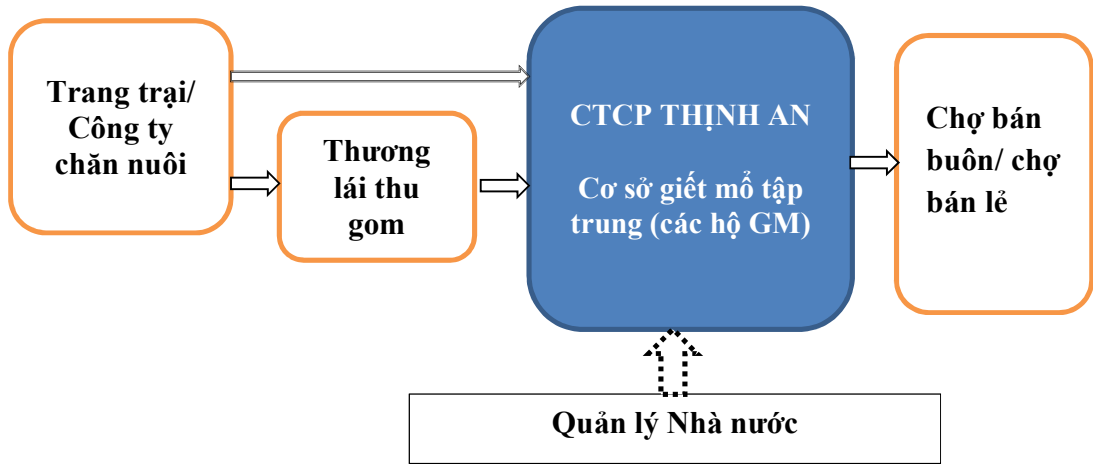 Trang trại/
Công ty
chăn nuôi
Thương
lái thu
gom
CTCP THỊNH AN
Cơ sở giết mổ tập
trung (các hộ GM)
Chợ bán
buôn/ chợ
bán lẻ
Quản lý Nhà nước